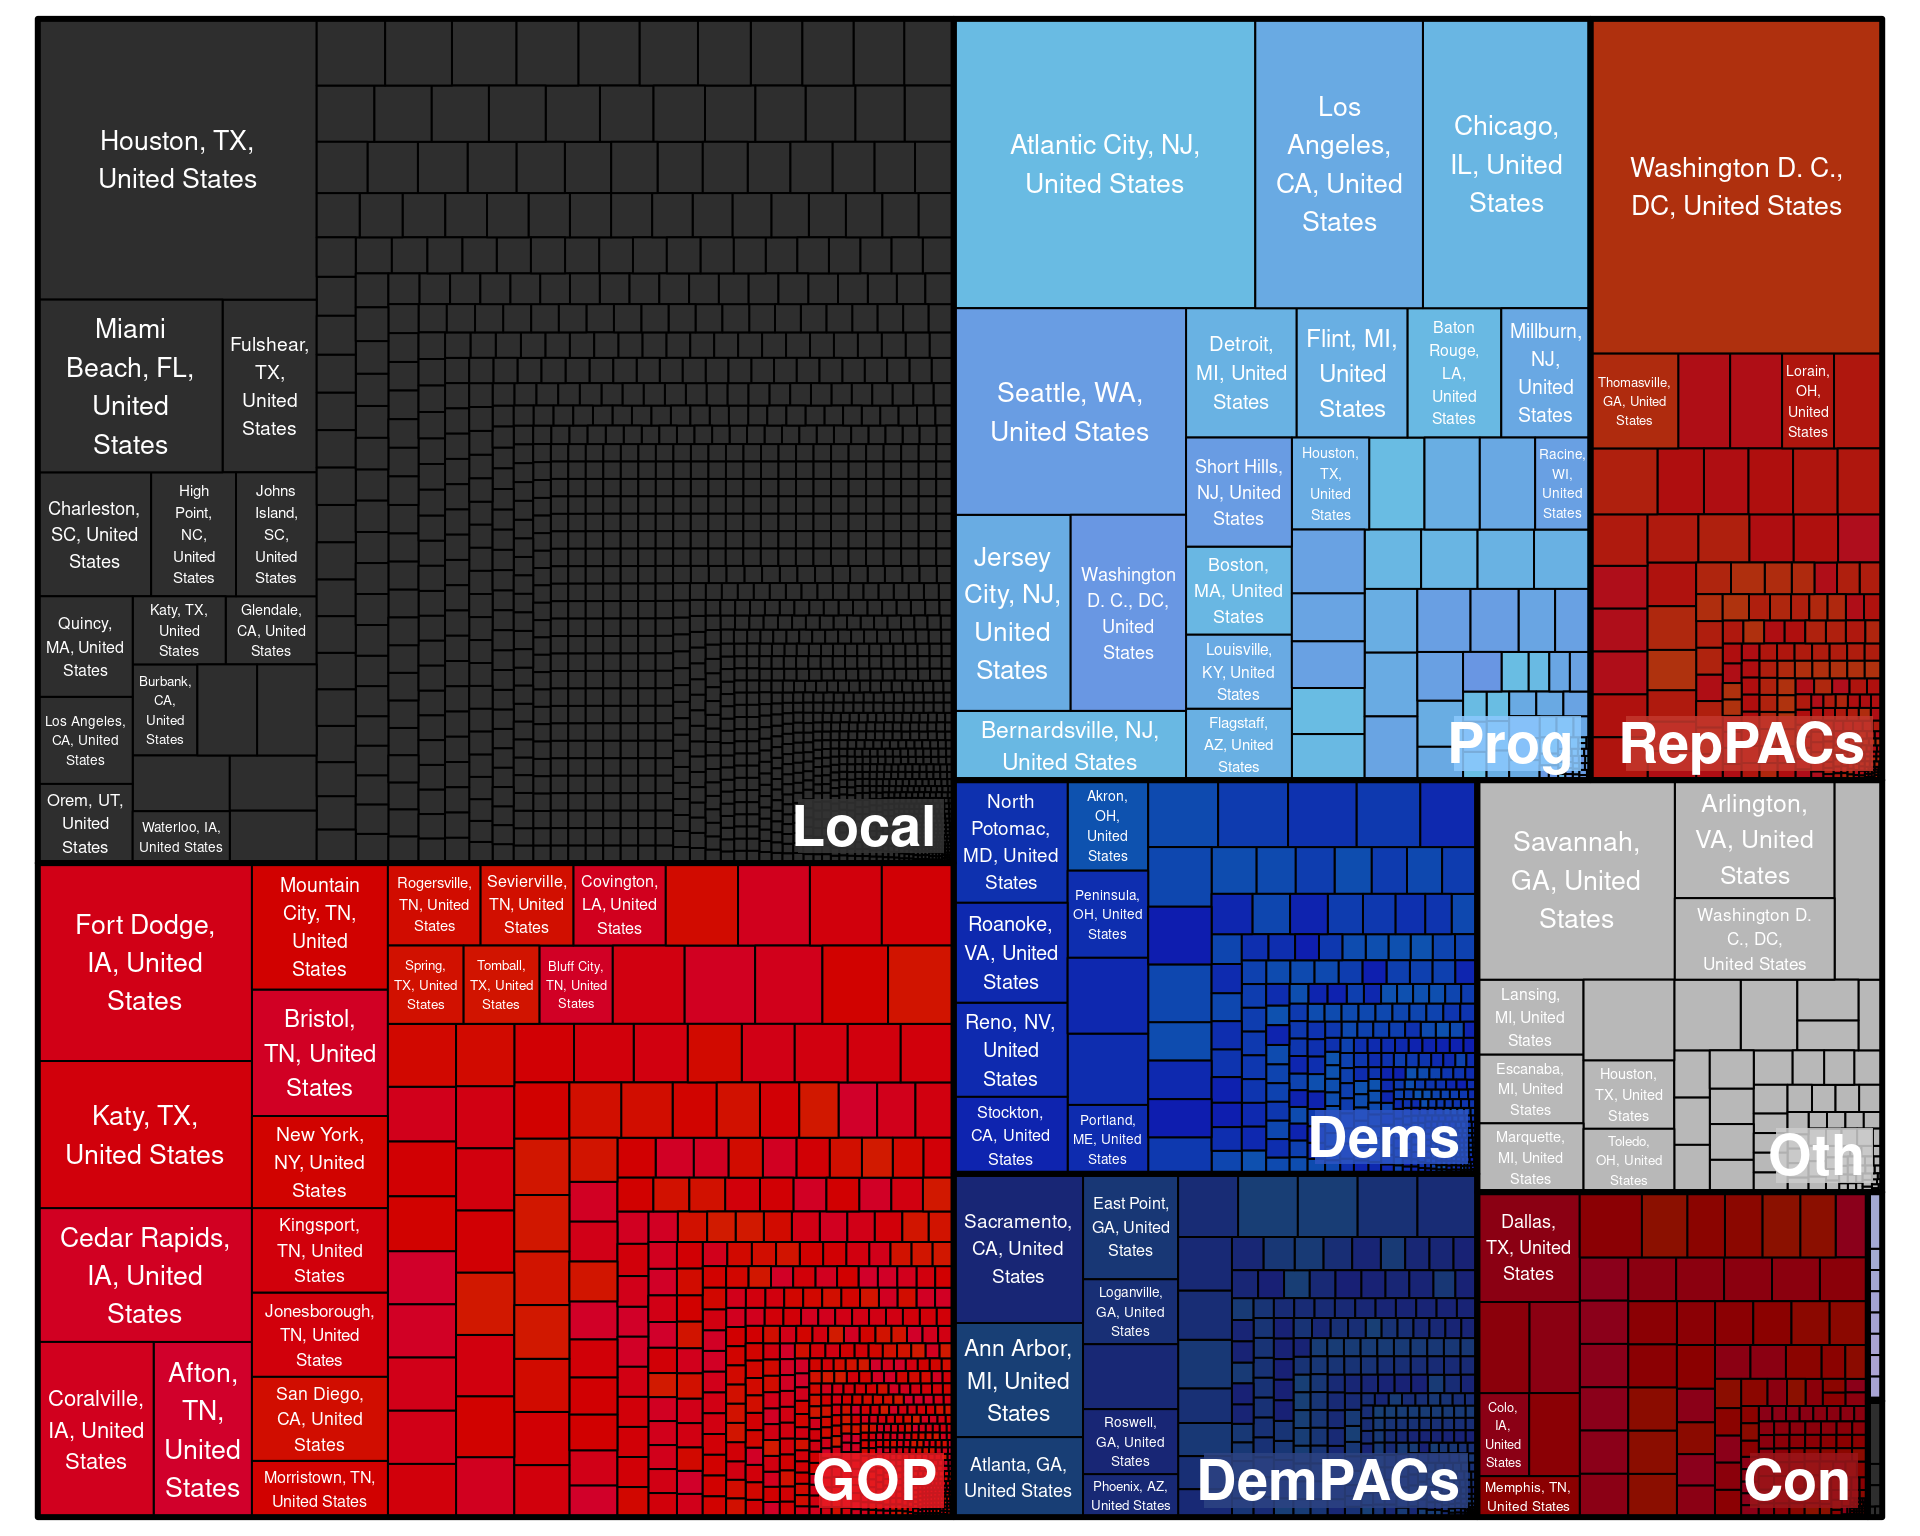 Houston, TX,
United States
Miami
Beach, FL,
United
States
Fulshear,
TX,
United
States
Charleston,
SC, United
States
High
Point,
NC,
United
States
Johns
Island,
SC,
United
States
Quincy,
MA, United
States
Katy, TX,
United
States
Glendale,
CA, United
States
Burbank,
CA,
United
States
Los Angeles,
CA, United
States
Orem, UT,
United
States
Waterloo, IA,
United States
Local
Atlantic City, NJ,
United States
Los
Angeles,
CA, United
States
Chicago,
IL, United
States
Seattle, WA,
United States
Detroit,
MI, United
States
Flint, MI,
United
States
Baton
Rouge,
LA,
United
States
Millburn,
NJ,
United
States
Short Hills,
NJ, United
States
Houston,
TX,
United
States
Racine,
WI,
United
States
Jersey
City, NJ,
United
States
Washington
D. C., DC,
United
States
Boston,
MA, United
States
Louisville,
KY, United
States
Bernardsville, NJ,
United States
Flagstaff,
AZ, United
States
Prog
Washington D. C.,
DC, United States
Thomasville,
GA, United
States
Lorain,
OH,
United
States
RepPACs
Fort Dodge,
IA, United
States
Mountain
City, TN,
United
States
Rogersville,
TN, United
States
Sevierville,
TN, United
States
Covington,
LA, United
States
Spring,
TX, United
States
Tomball,
TX, United
States
Bluff City,
TN, United
States
Bristol,
TN, United
States
Katy, TX,
United States
New York,
NY, United
States
Cedar Rapids,
IA, United
States
Kingsport,
TN, United
States
Jonesborough,
TN, United
States
Coralville,
IA, United
States
Afton,
TN,
United
States
San Diego,
CA, United
States
Morristown, TN,
United States
GOP
North
Potomac,
MD, United
States
Akron,
OH,
United
States
Peninsula,
OH, United
States
Roanoke,
VA, United
States
Reno, NV,
United
States
Stockton,
CA, United
States
Portland,
ME, United
States
Dems
Savannah,
GA, United
States
Arlington,
VA, United
States
Washington D.
C., DC,
United States
Lansing,
MI, United
States
Escanaba,
MI, United
States
Houston,
TX, United
States
Marquette,
MI, United
States
Toledo,
OH, United
States
Oth
Sacramento,
CA, United
States
East Point,
GA, United
States
Loganville,
GA, United
States
Ann Arbor,
MI, United
States
Roswell,
GA, United
States
Atlanta, GA,
United States
Phoenix, AZ,
United States
DemPACs
Dallas,
TX, United
States
Colo,
IA,
United
States
Memphis, TN,
United States
Con